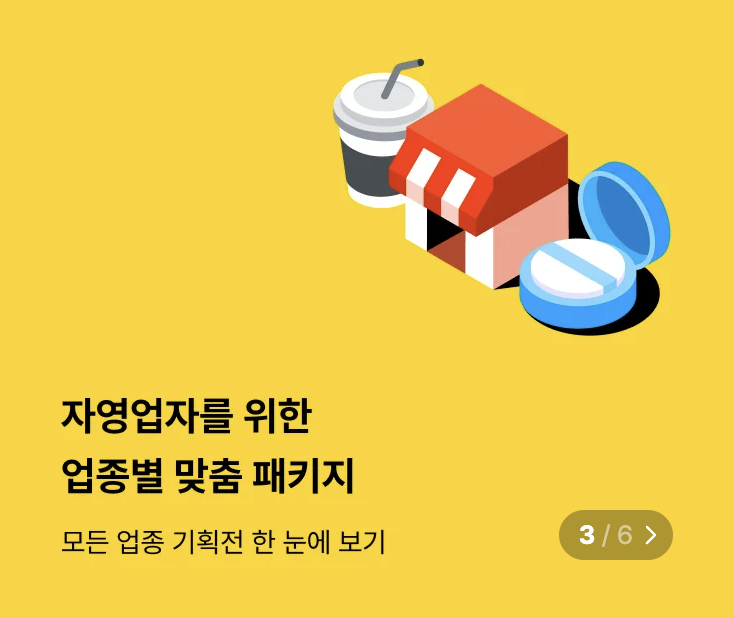 자영업자를 위한
업종별 맞춤 패키지
모든 업종 기획전 한 눈에 보기
3 / 6 >